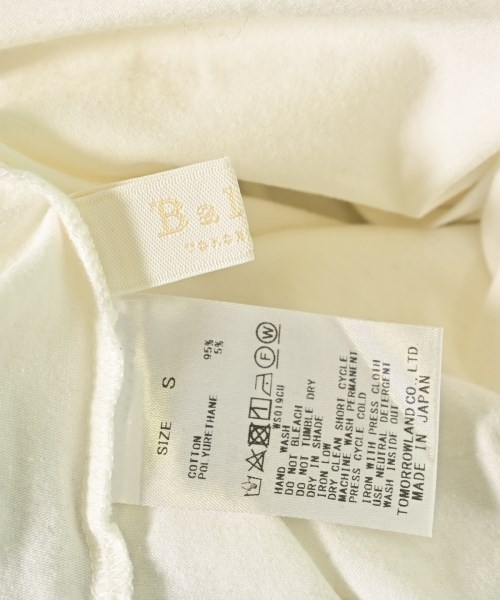 Bal
SIZE S
COTTON 95%
POLYURETHANE 5%
WS019CU
HAND WASH
DO NOT BLEACH
DO NOT TUMBLE DRY
DRY IN SHADE
IRON LOW
DRY CLEAN SHORT CYCLE
MACHINE WASH PERMANENT
PRESS CYCLE COLD
IRON WITH PRESS CLOTH
USE NEUTRAL DETERGENT
WASH INSIDE OUT
TOMORROWLAND CO., LTD
MADE IN JAPAN